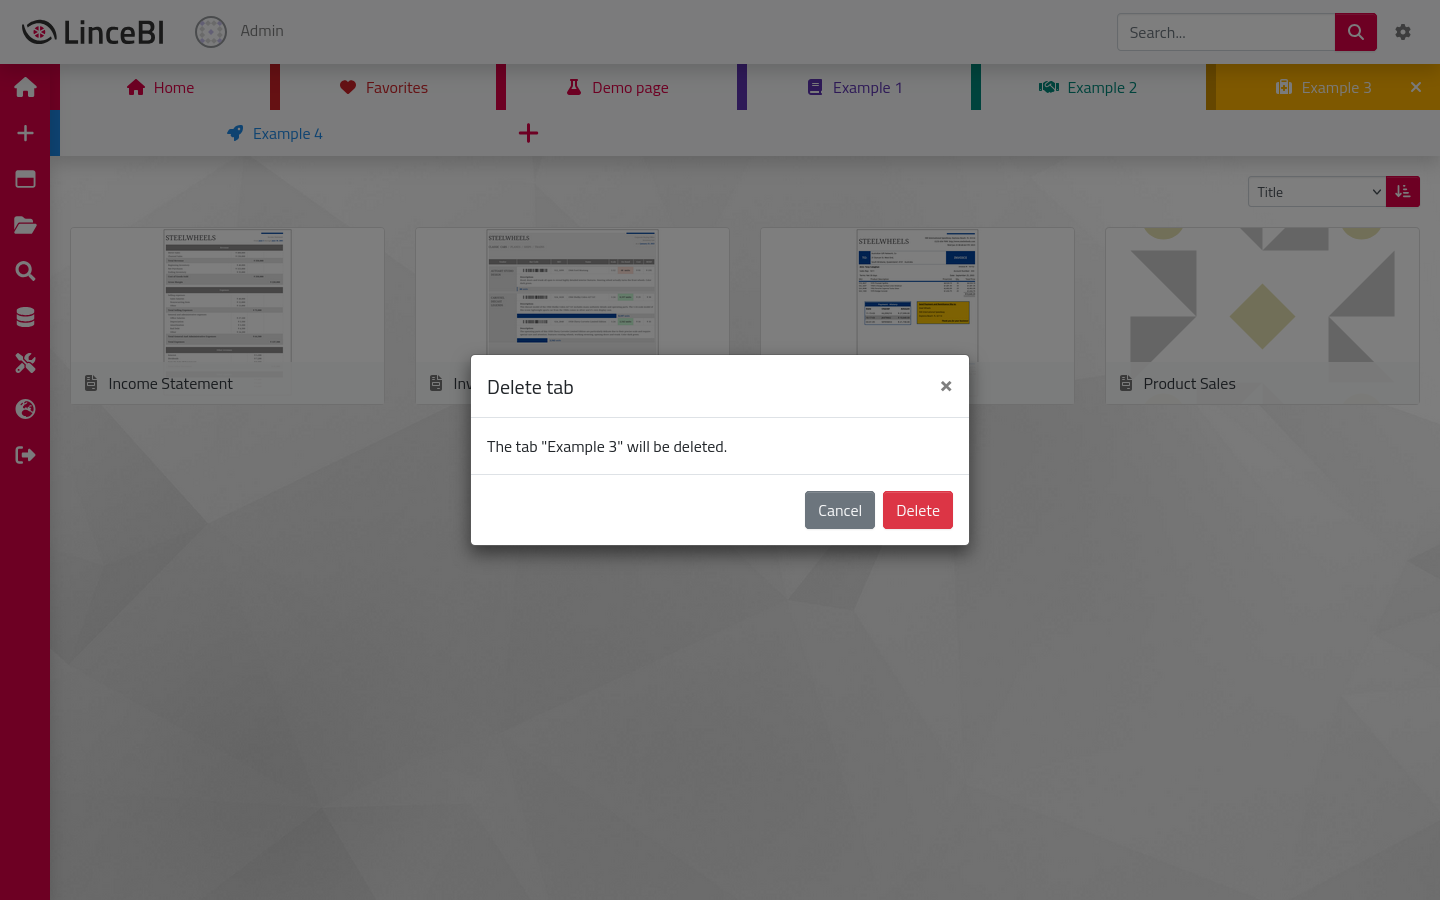 LinceBI
Admin
Search...
Home
Favorites
Demo page
Example 1
Example 2
Example 3
Example 4
Title
STEELWHEELS
STEELWHEELS
STEELWHEELS
Income Statement
Inv
Product Sales
Delete tab
The tab "Example 3" will be deleted.
Cancel
Delete